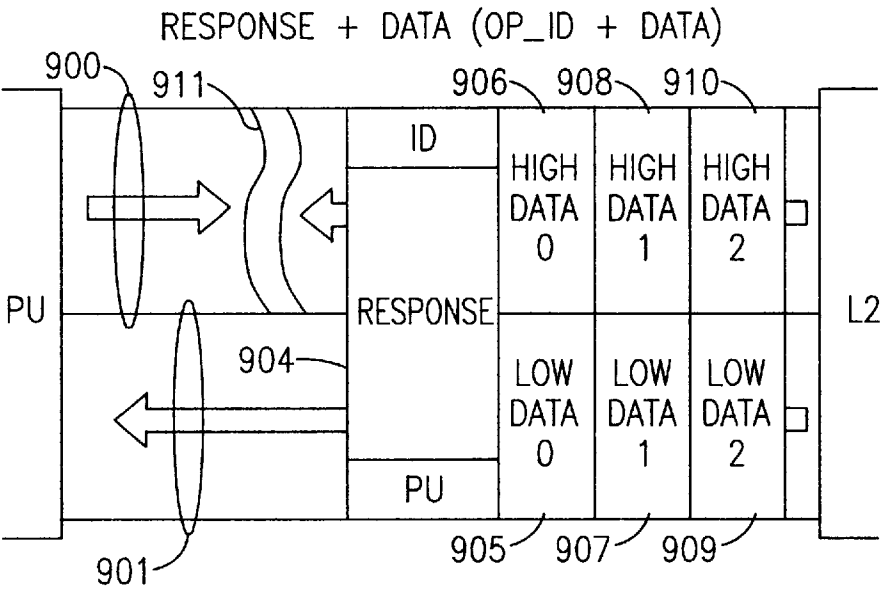 RESPONSE + DATA (OP_ID + DATA)
900
911
906
908
910
ID
HIGH DATA 0
HIGH DATA 1
HIGH DATA 2
PU
RESPONSE
L2
904
LOW DATA 0
LOW DATA 1
LOW DATA 2
PU
901
905
907
909